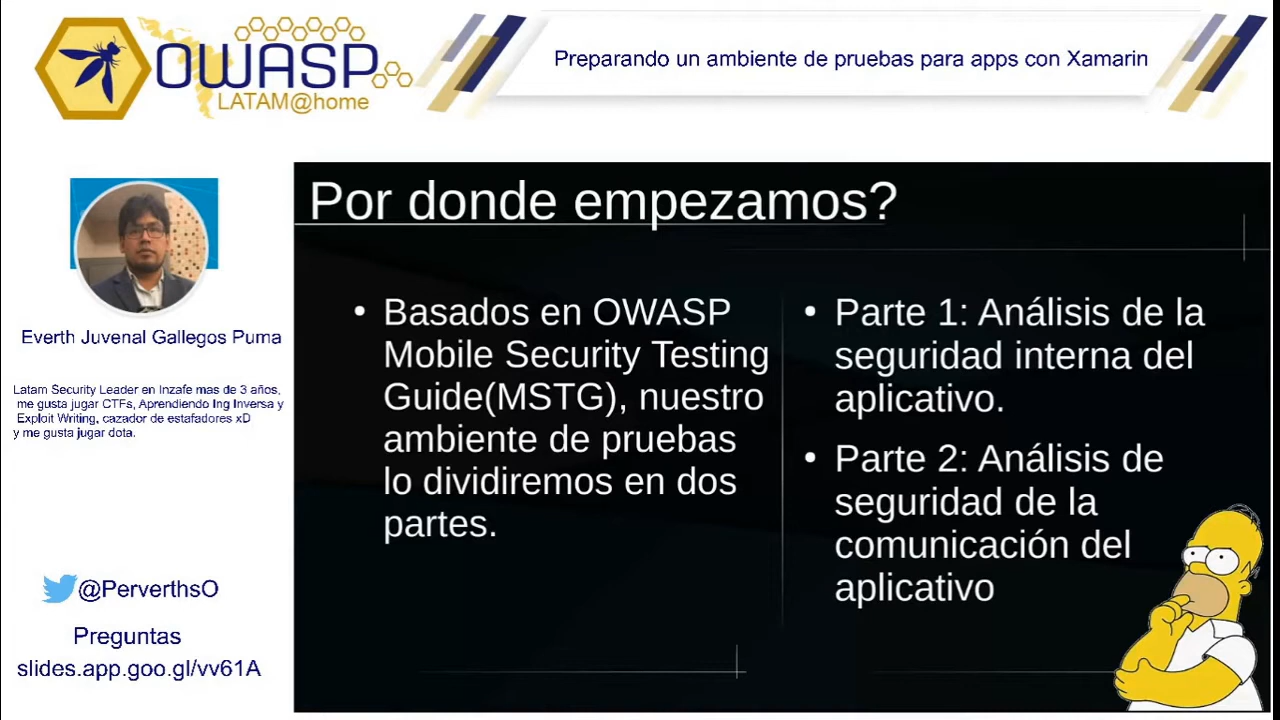 OWASP
LATAM@home
Preparando un ambiente de pruebas para apps con Xamarin
Everth Juvenal Gallegos Puma
Latam Security Leader en Inzafe mas de 3 años,
me gusta jugar CTFs, Aprendiendo Ing Inversa y
Exploit Writing, cazador de estafadores xD
y me gusta jugar dota.
@PerverthsO
Preguntas
slides.app.goo.gl/vv61A
Por donde empezamos?
• Basados en OWASP
Mobile Security Testing
Guide(MSTG), nuestro
ambiente de pruebas
lo dividiremos en dos
partes.
• Parte 1: Análisis de la
seguridad interna del
aplicativo.
• Parte 2: Análisis de
seguridad de la
comunicación del
aplicativo